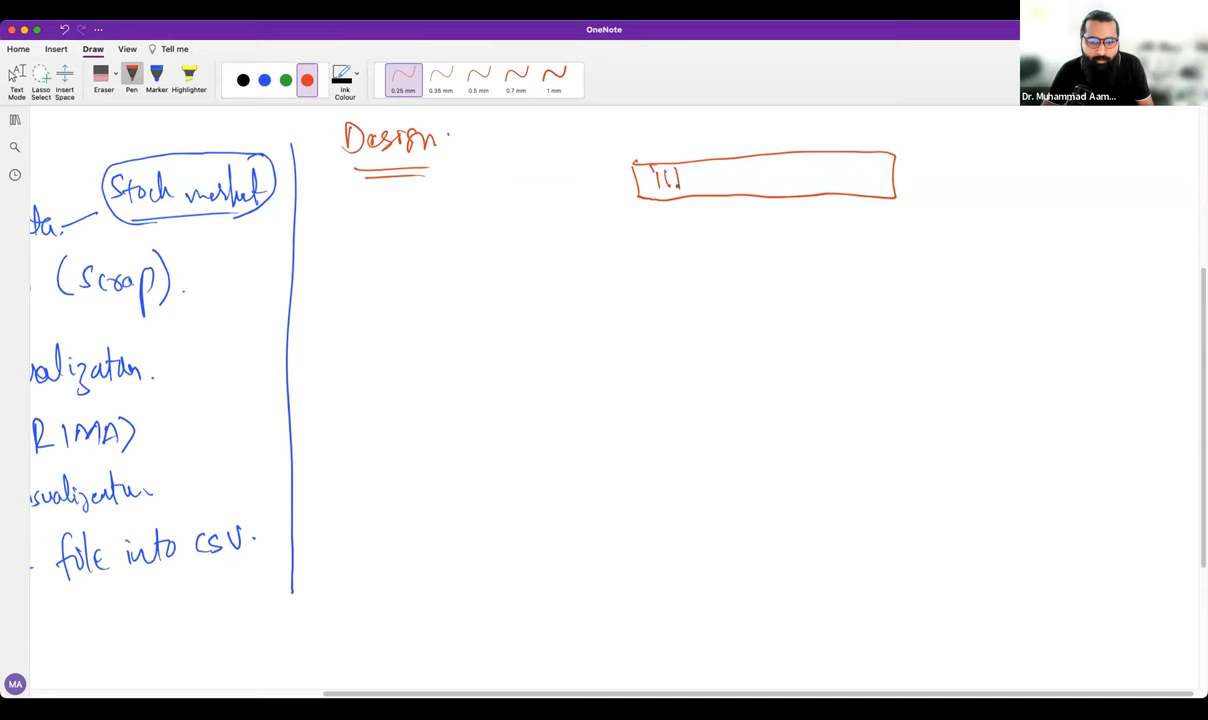 OneNote
Home Insert Draw View Tell me
Text Mode
Lasso Select
Insert Space
Eraser
Pen
Marker
Highlighter
Ink Colour
0.25 mm
0.35 mm
0.5 mm
0.7 mm
1 mm
Dr. Muhammad Aam...
Design.
Stock market
ta.
(Scrap).
alizatan.
RIMA)
sualizatn
file into csv.
MA